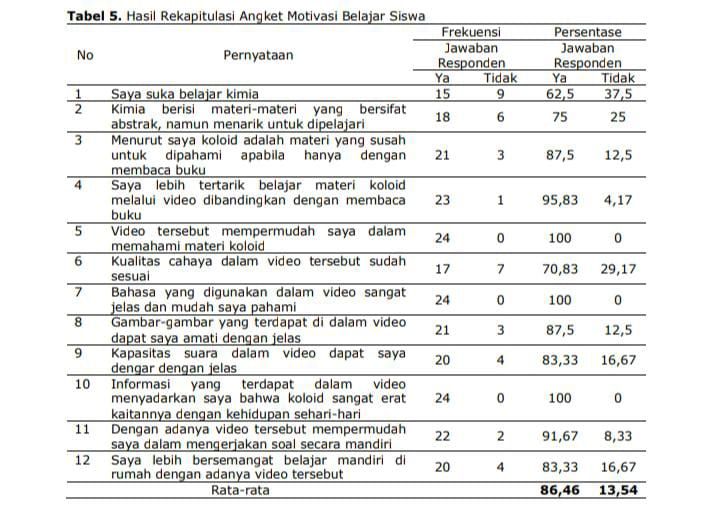 Tabel 5. Hasil Rekapitulasi Angket Motivasi Belajar Siswa
No Pernyataan Frekuensi Jawaban Responden Persentase Jawaban Responden
Ya Tidak Ya Tidak
1 Saya suka belajar kimia 15 9 62,5 37,5
2 Kimia berisi materi-materi yang bersifat
abstrak, namun menarik untuk dipelajari 18 6 75 25
3 Menurut saya koloid adalah materi yang susah
untuk dipahami apabila hanya dengan 21 3 87,5 12,5
membaca buku
4 Saya lebih tertarik belajar materi koloid
melalui video dibandingkan dengan membaca 23 1 95,83 4,17
buku
5 Video tersebut mempermudah saya dalam
memahami materi koloid 24 0 100 0
6 Kualitas cahaya dalam video tersebut sudah
sesuai 17 7 70,83 29,17
7 Bahasa yang digunakan dalam video sangat
jelas dan mudah saya pahami 24 0 100 0
8 Gambar-gambar yang terdapat di dalam video
dapat saya amati dengan jelas 21 3 87,5 12,5
9 Kapasitas suara dalam video dapat saya
dengar dengan jelas 20 4 83,33 16,67
10 Informasi yang terdapat dalam video
menyadarkan saya bahwa koloid sangat erat 24 0 100 0
kaitannya dengan kehidupan sehari-hari
11 Dengan adanya video tersebut mempermudah
saya dalam mengerjakan soal secara mandiri 22 2 91,67 8,33
12 Saya lebih bersemangat belajar mandiri di
rumah dengan adanya video tersebut 20 4 83,33 16,67
Rata-rata 86,46 13,54